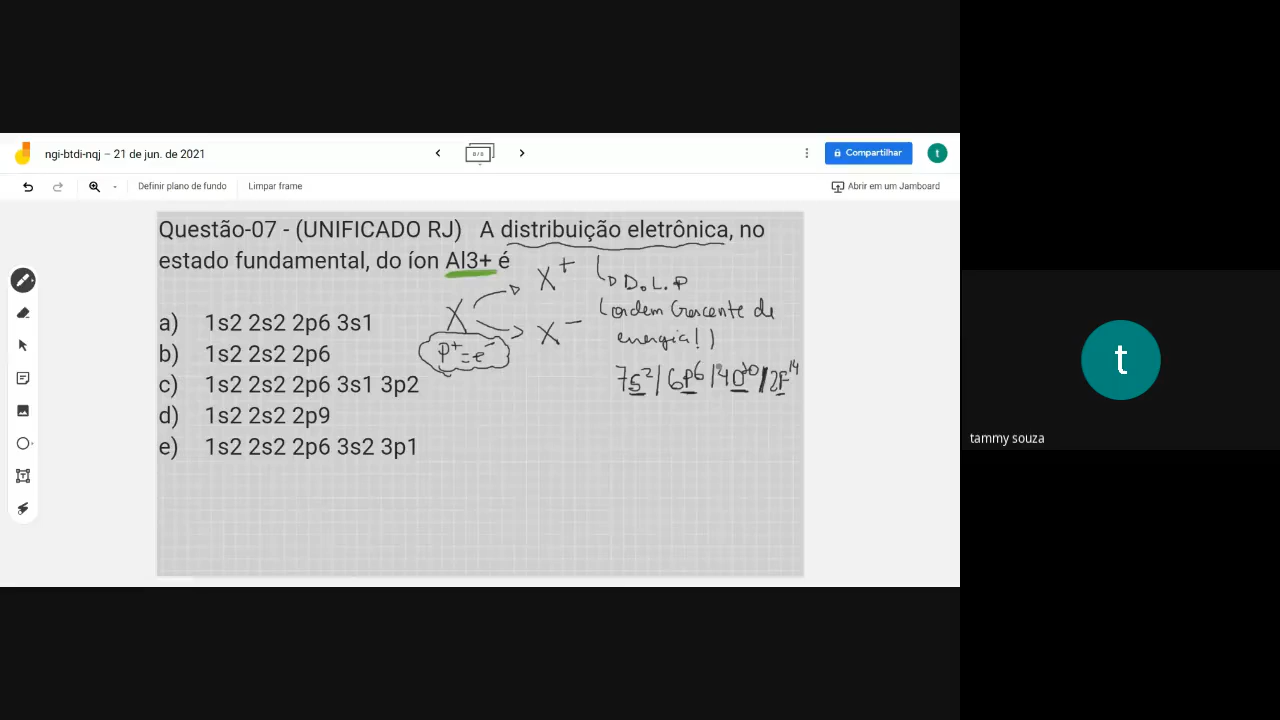 ngi-btdi-nqj – 21 de jun. de 2021
8/8
Compartilhar
t
Definir plano de fundo
Limpar frame
Abrir em um Jamboard
Questão-07 - (UNIFICADO RJ) A distribuição eletrônica, no
estado fundamental, do íon Al3+ é
a) 1s2 2s2 2p6 3s1
b) 1s2 2s2 2p6
c) 1s2 2s2 2p6 3s1 3p2
d) 1s2 2s2 2p9
e) 1s2 2s2 2p6 3s2 3p1
X
X+
X−
p+ = e−
D.L.P
(ordem Crescente de
energia!)
7s2 | 6p6 | 4D10 | 2F14
t
tammy souza